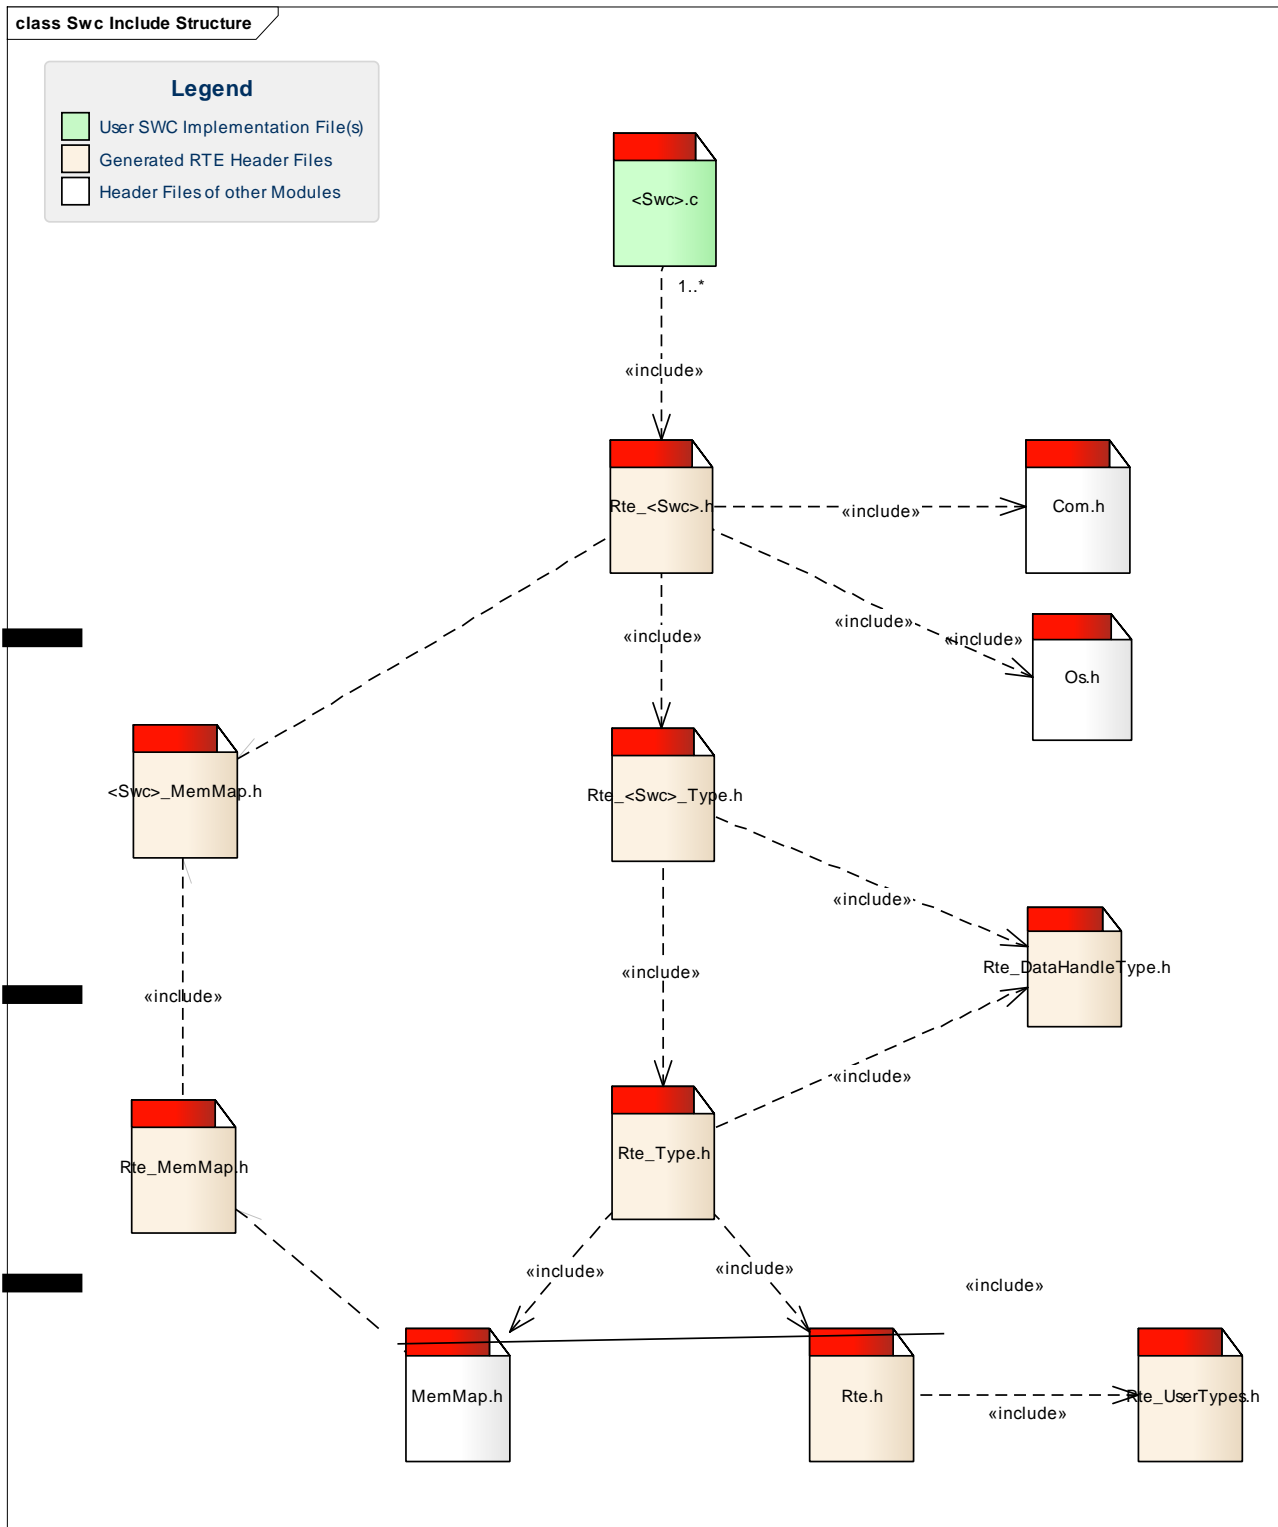 class Swc Include Structure
Legend
User SWC Implementation File(s)
Generated RTE Header Files
Header Files of other Modules
<Swc>.c
1..*
«include»
Rte_<Swc>.h
«include»
Com.h
«include»
«include»
«include»
Os.h
<Swc>_MemMap.h
Rte_<Swc>_Type.h
«include»
Rte_DataHandleType.h
«include»
«include»
«include»
Rte_MemMap.h
Rte_Type.h
«include»
«include»
«include»
MemMap.h
Rte.h
«include»
Rte_UserTypes.h